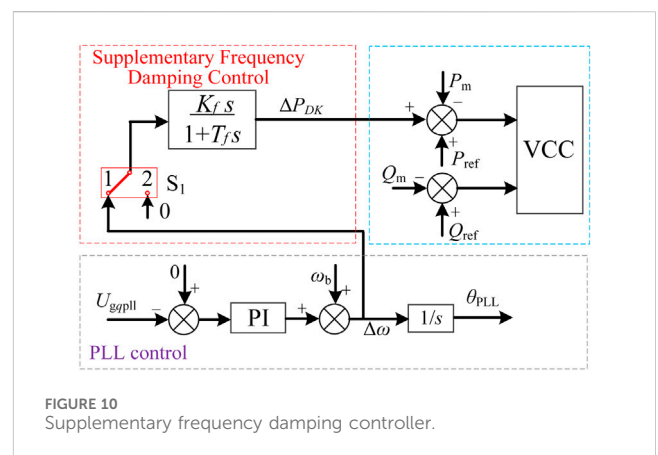 Supplementary Frequency
Damping Control
K_f s
1+T_f s
ΔP_DK
1 2 S_1
0
P_m
+ −
+
P_ref
Q_m −
+
Q_ref
VCC
0
+
U_gqpll −
PI
ω_b
+
+
Δω
1/s
θ_PLL
PLL control
FIGURE 10
Supplementary frequency damping controller.